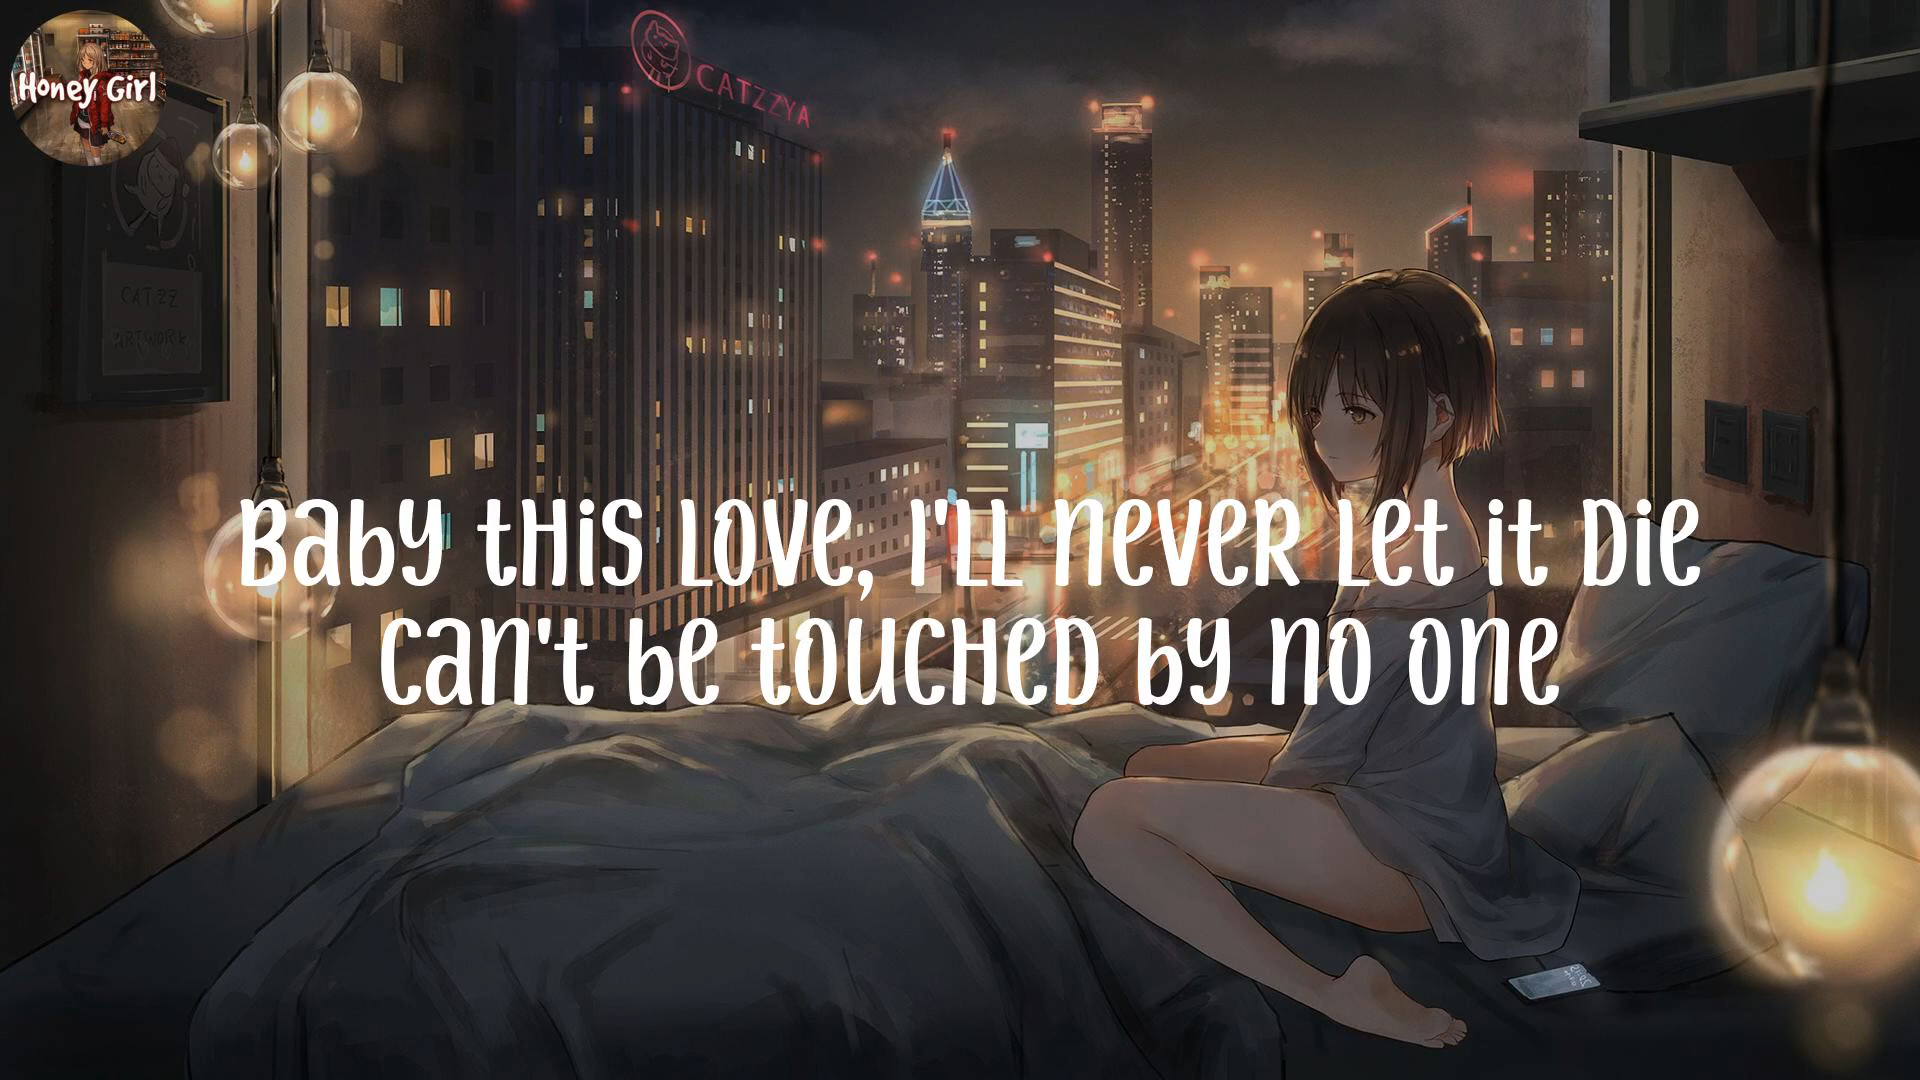 Honey Girl
CATZZYA
CATZZ
ARTWORK
Baby this love, I'll never let it die
can't be touched by no one